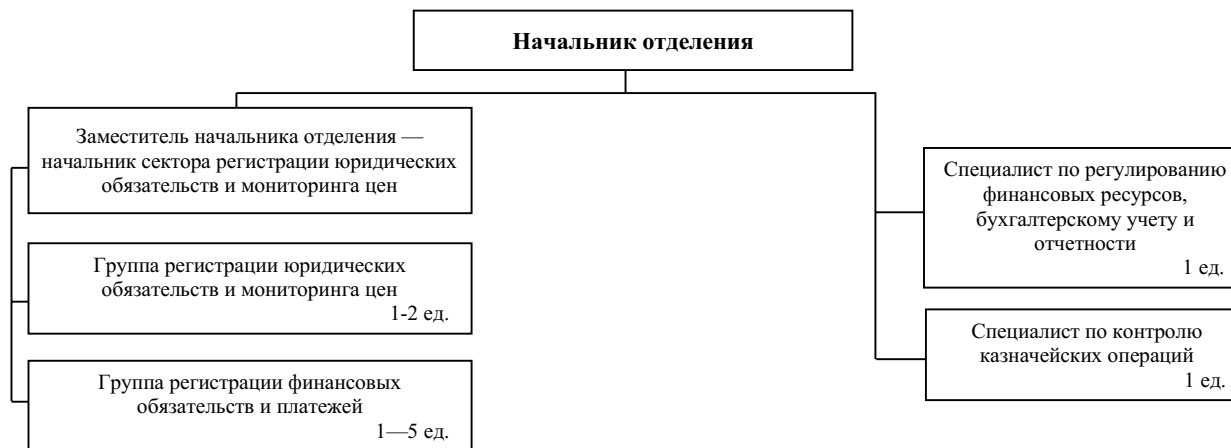 Начальник отделения
Заместитель начальника отделения —
начальник сектора регистрации юридических
обязательств и мониторинга цен
Группа регистрации юридических
обязательств и мониторинга цен
1-2 ед.
Группа регистрации финансовых
обязательств и платежей
1—5 ед.
Специалист по регулированию
финансовых ресурсов,
бухгалтерскому учету и
отчетности
1 ед.
Специалист по контролю
казначейских операций
1 ед.